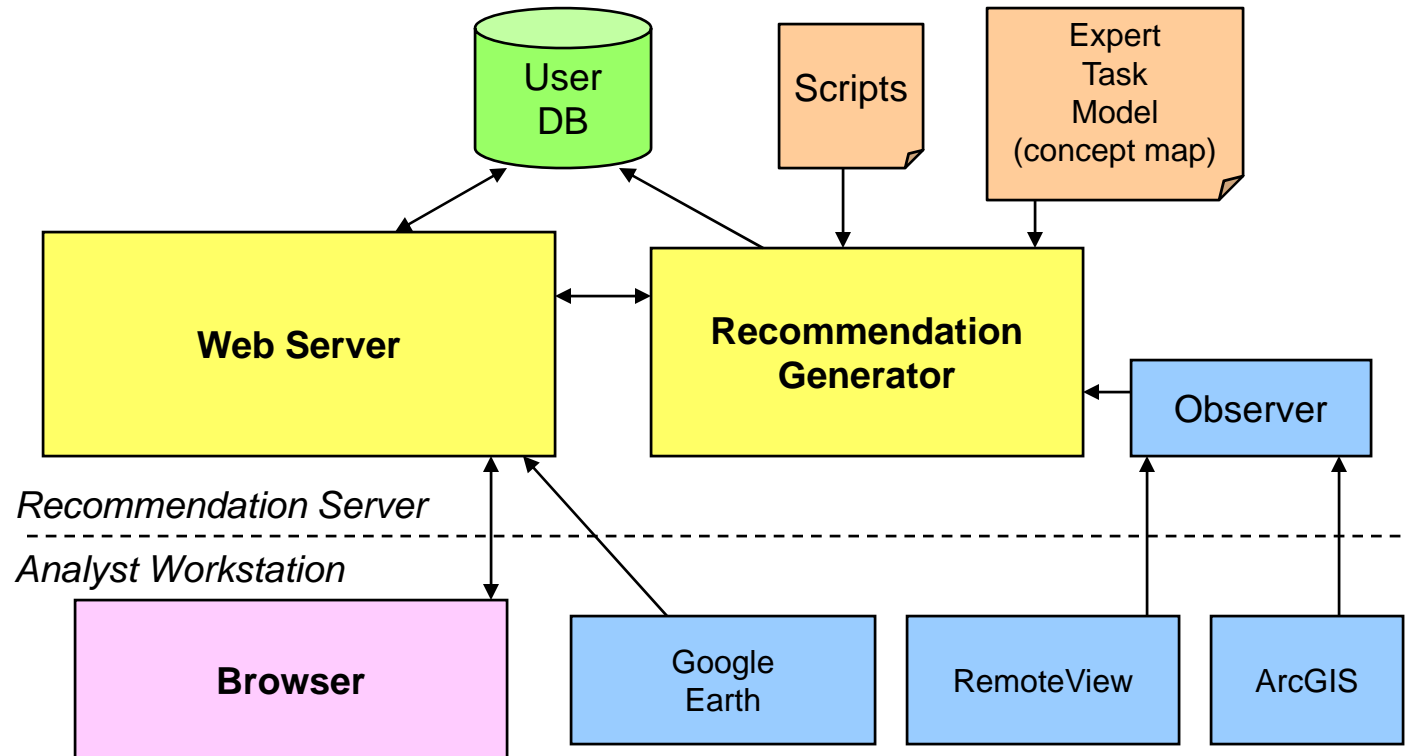 User
DB
Scripts
Expert
Task
Model
(concept map)
Web Server
Recommendation
Generator
Observer
Recommendation Server
Analyst Workstation
Browser
Google
Earth
RemoteView
ArcGIS